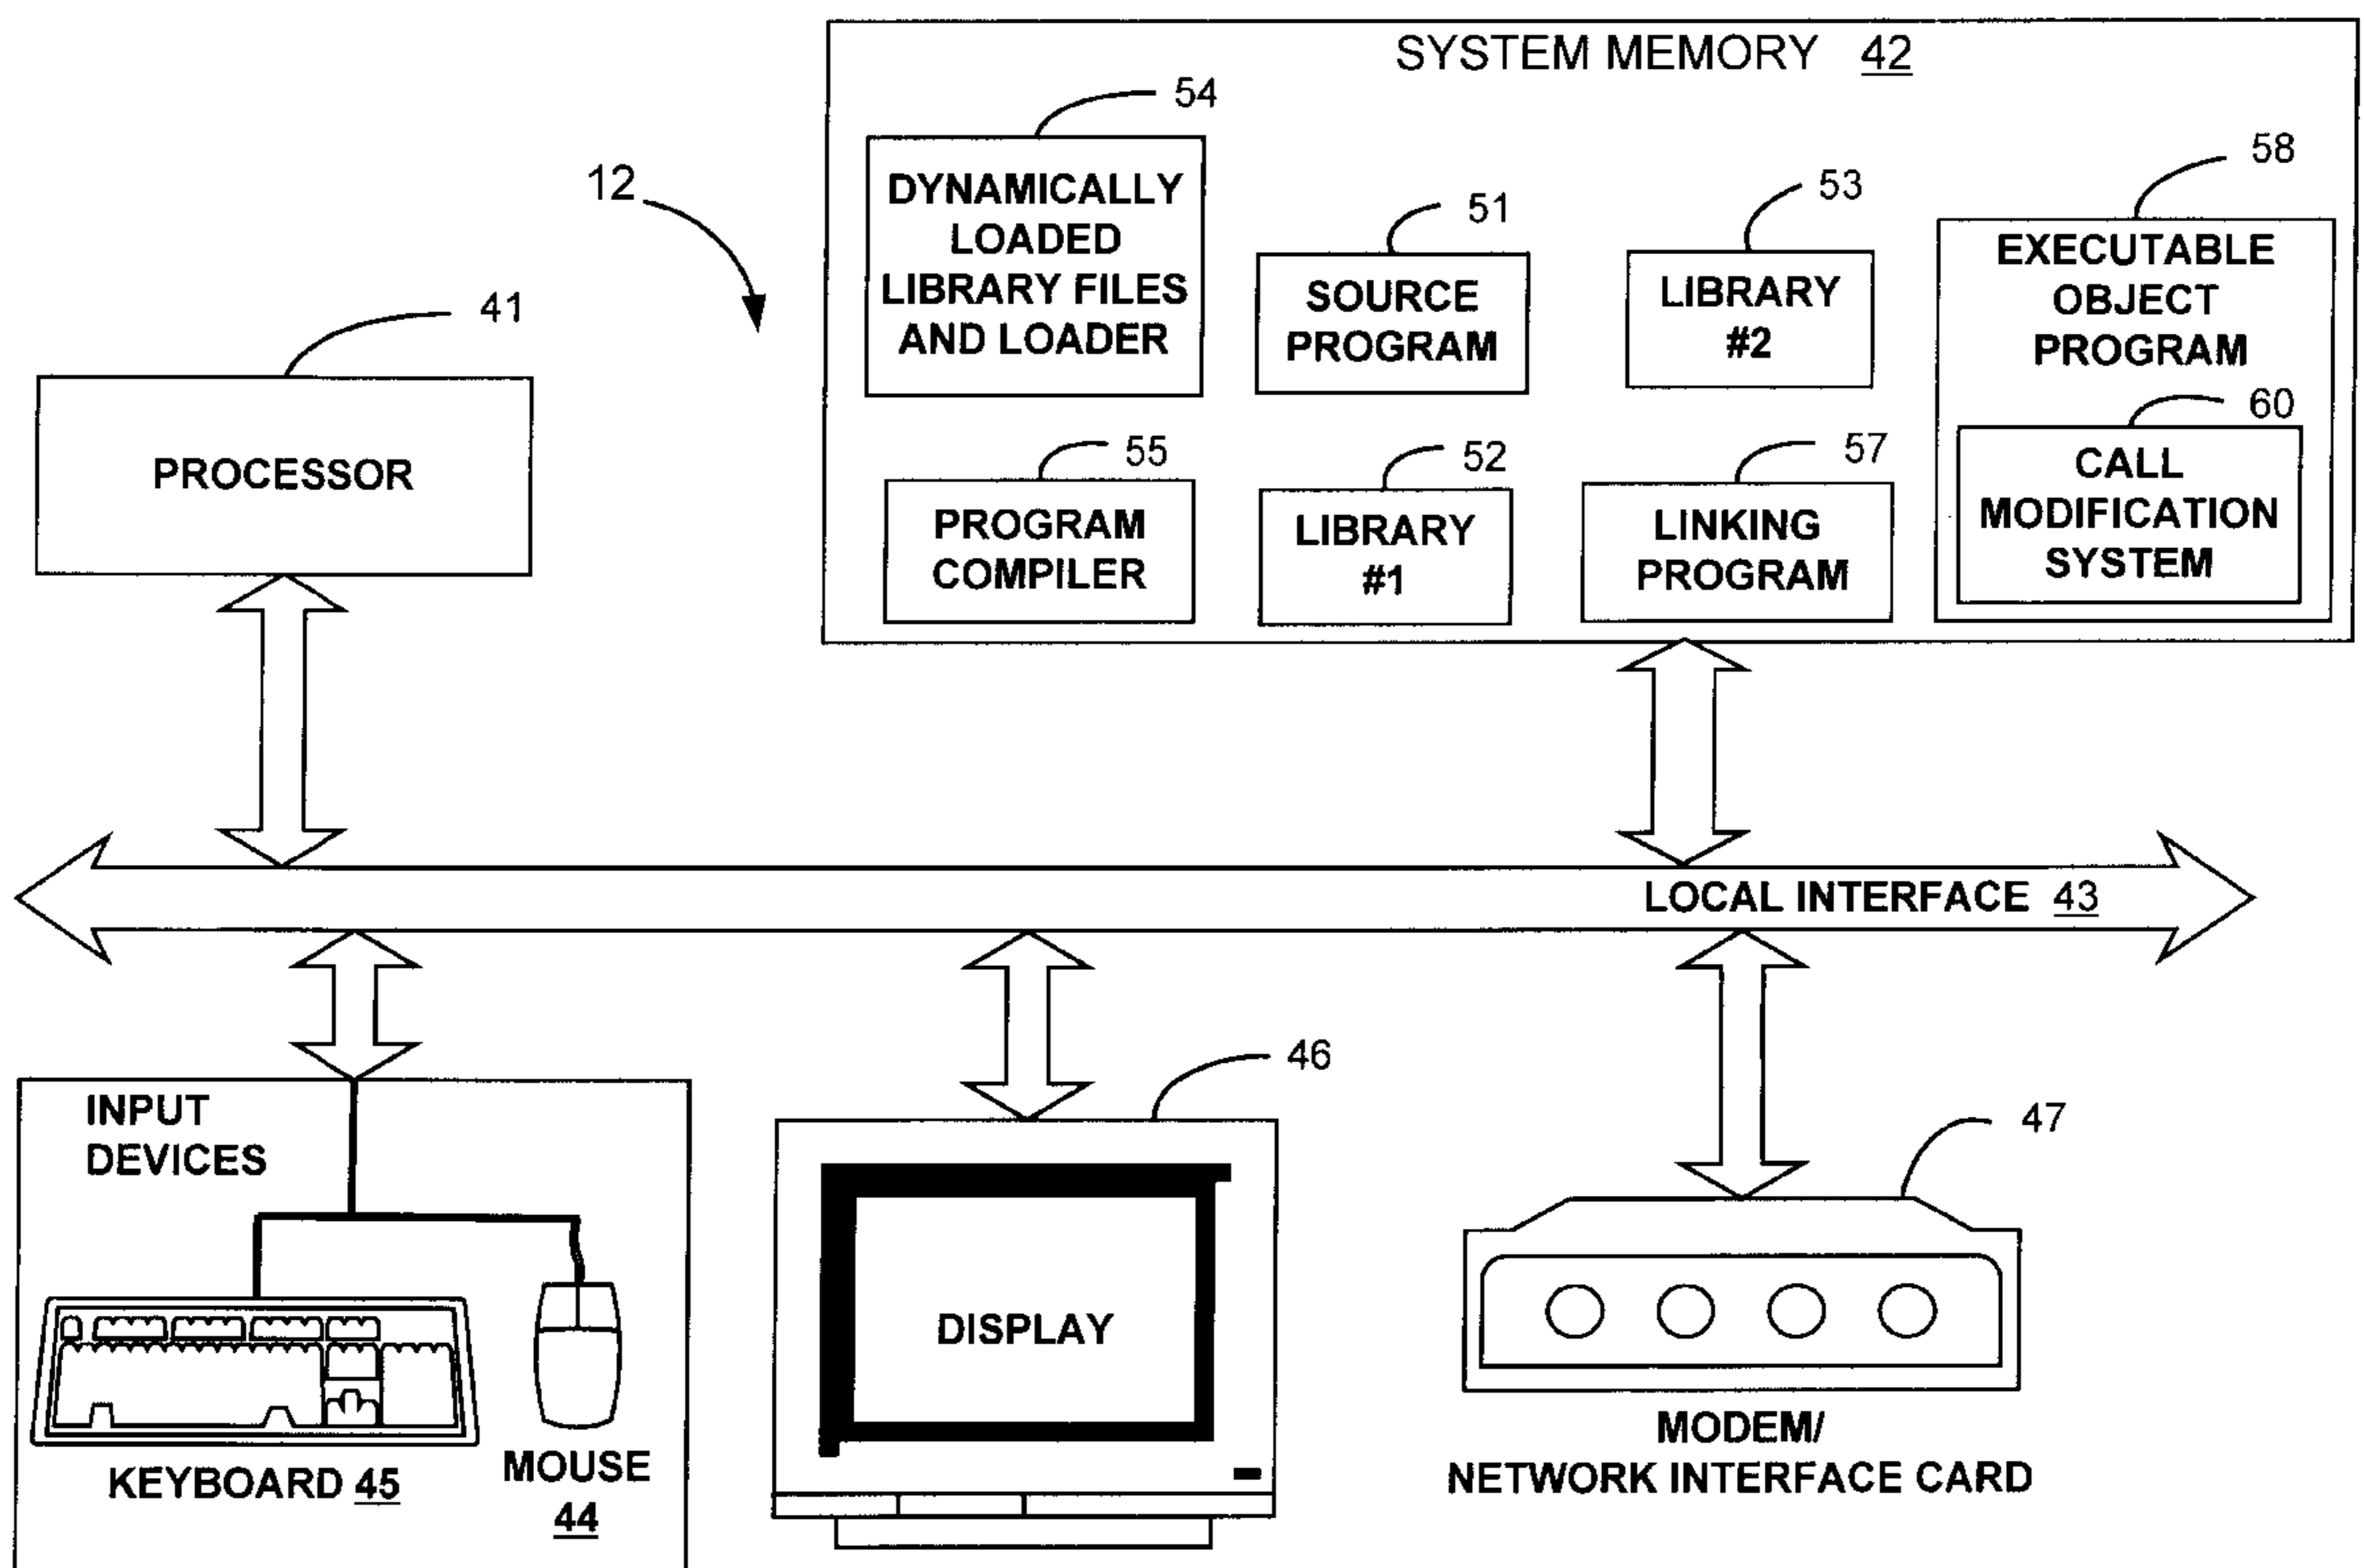 SYSTEM MEMORY 42
54
DYNAMICALLY
LOADED
LIBRARY FILES
AND LOADER
51
SOURCE
PROGRAM
53
LIBRARY
#2
58
EXECUTABLE
OBJECT
PROGRAM
60
CALL
MODIFICATION
SYSTEM
55
PROGRAM
COMPILER
52
LIBRARY
#1
57
LINKING
PROGRAM
12
41
PROCESSOR
LOCAL INTERFACE 43
INPUT
DEVICES
KEYBOARD 45
MOUSE
44
46
DISPLAY
47
MODEM/
NETWORK INTERFACE CARD